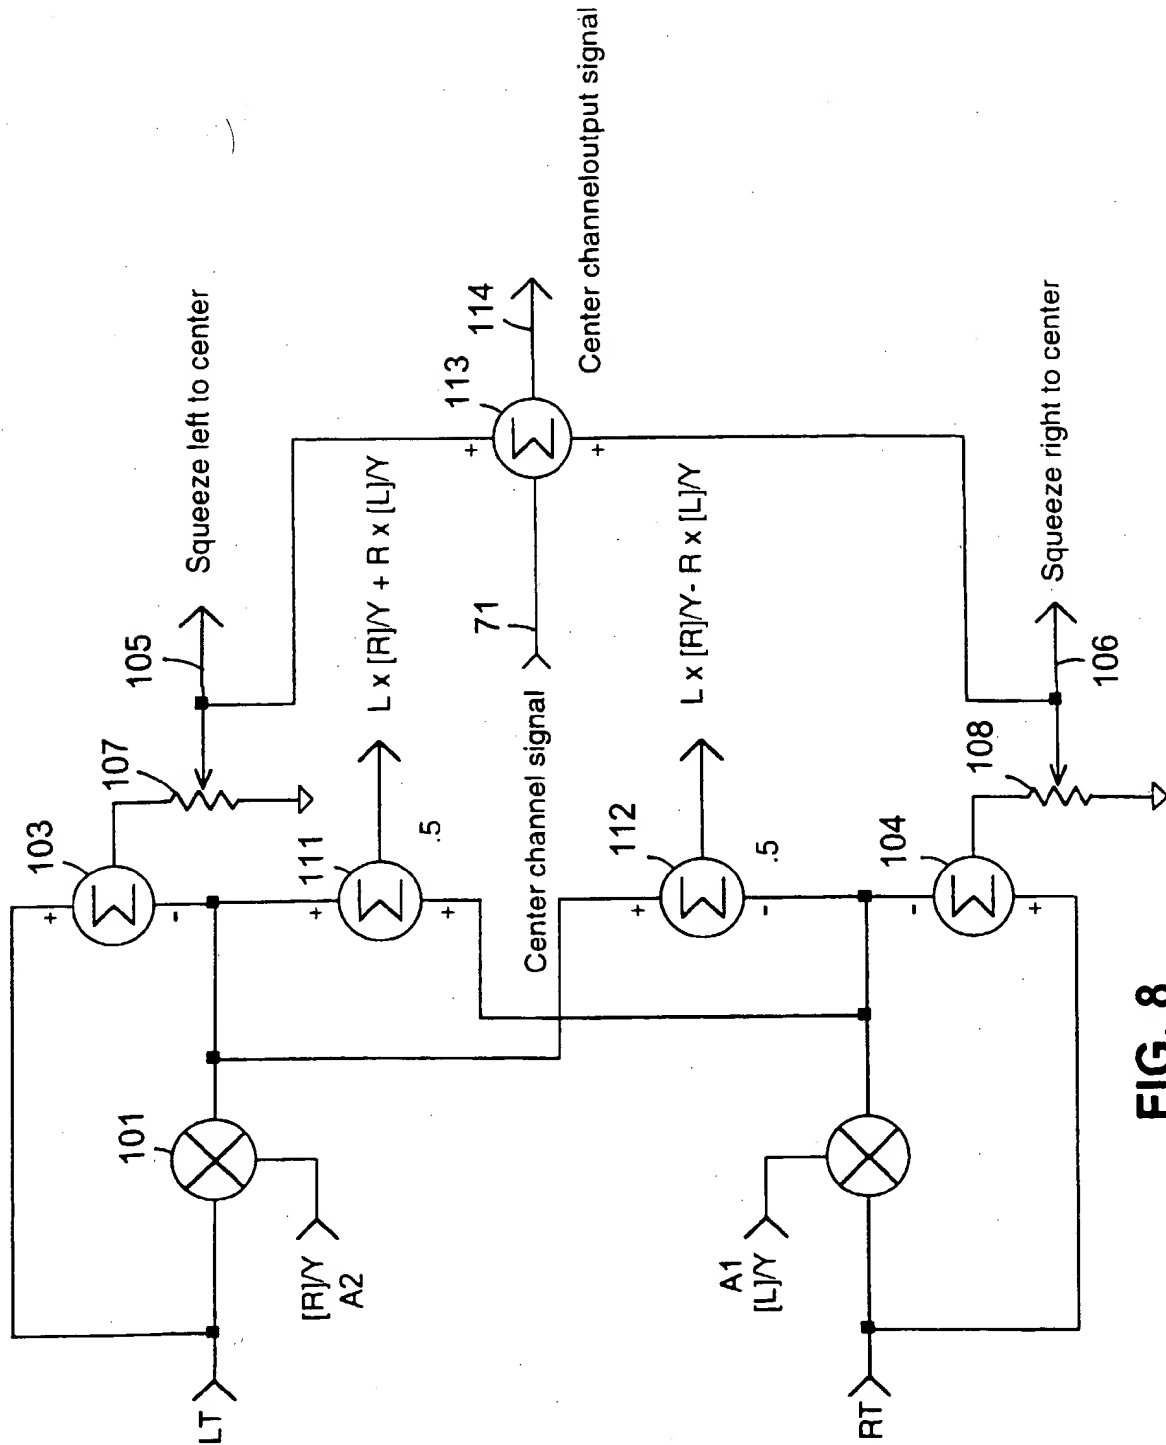 LT
RT
101
[R]/Y
A2
A1
[L]/Y
103
+
-
107
105
Squeeze left to center
111
+
+
.5
L x [R]/Y + R x [L]/Y
Center channel signal
71
113
+
+
114
Center channeloutput signal
112
+
-
.5
L x [R]/Y- R x [L]/Y
104
-
+
108
106
Squeeze right to center
FIG. 8